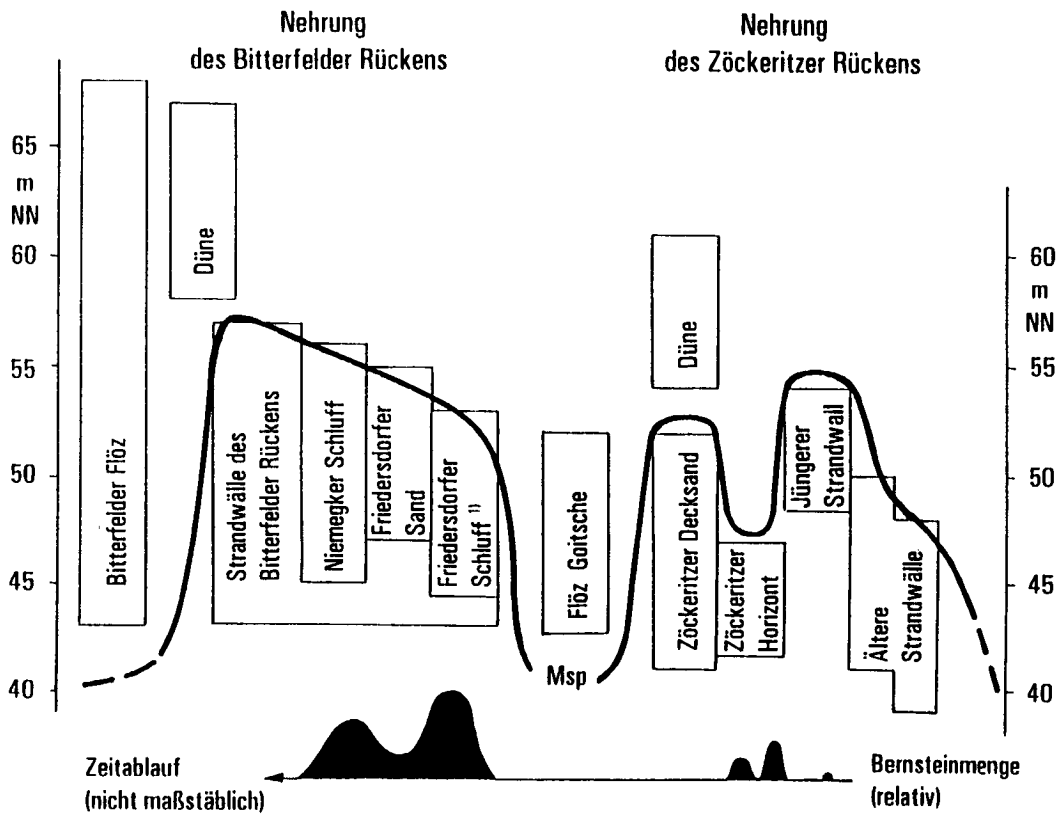 Nehrung
des Bitterfelder Rückens
Nehrung
des Zöckeritzer Rückens
65
m
NN
60
55
50
45
40
60
m
NN
55
50
45
40
Bitterfelder Flöz
Düne
Strandwälle des
Bitterfelder Rückens
Niemegker Schluff
Friedersdorfer
Sand
Friedersdorfer
Schluff 1)
Flöz Goitsche
Msp
Düne
Zöckeritzer Decksand
Zöckeritzer
Horizont
Jüngerer
Strandwall
Ältere
Strandwälle
Zeitablauf
(nicht maßstäblich)
Bernsteinmenge
(relativ)